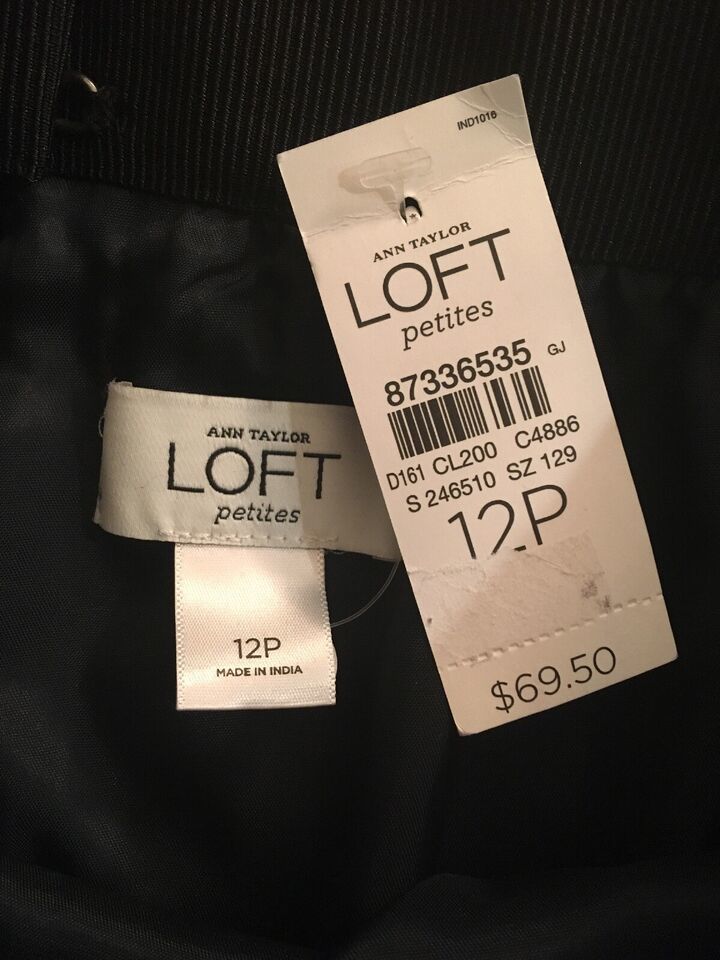 IND1016
ANN TAYLOR
LOFT
petites
87336535 GJ
D161 CL200 C4886
S 246510 SZ 129
12P
$69.50
ANN TAYLOR
LOFT
petites
12P
MADE IN INDIA